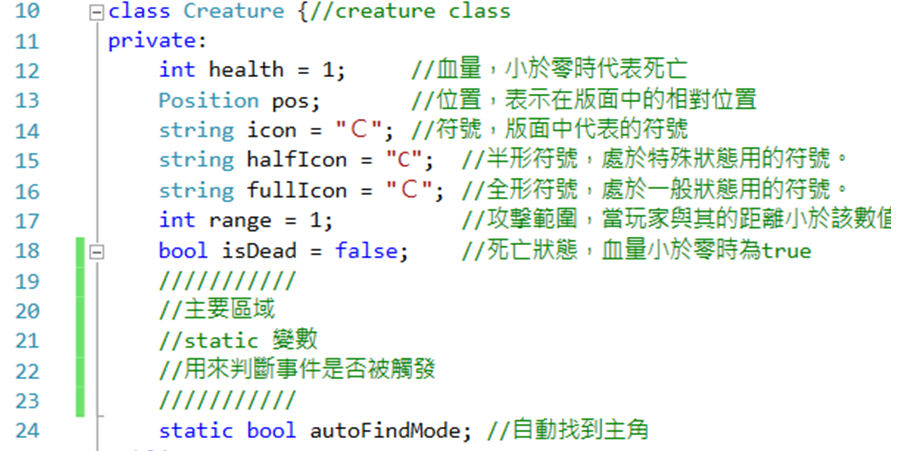 10 class Creature {//creature class
11 private:
12 int health = 1; //血量，小於零時代表死亡
13 Position pos; //位置，表示在版面中的相對位置
14 string icon = "Ｃ"; //符號，版面中代表的符號
15 string halfIcon = "C"; //半形符號，處於特殊狀態用的符號。
16 string fullIcon = "Ｃ"; //全形符號，處於一般狀態用的符號。
17 int range = 1; //攻擊範圍，當玩家與其的距離小於該數值
18 bool isDead = false; //死亡狀態，血量小於零時為true
19 ///////////
20 //主要區域
21 //static 變數
22 //用來判斷事件是否被觸發
23 ///////////
24 static bool autoFindMode; //自動找到主角